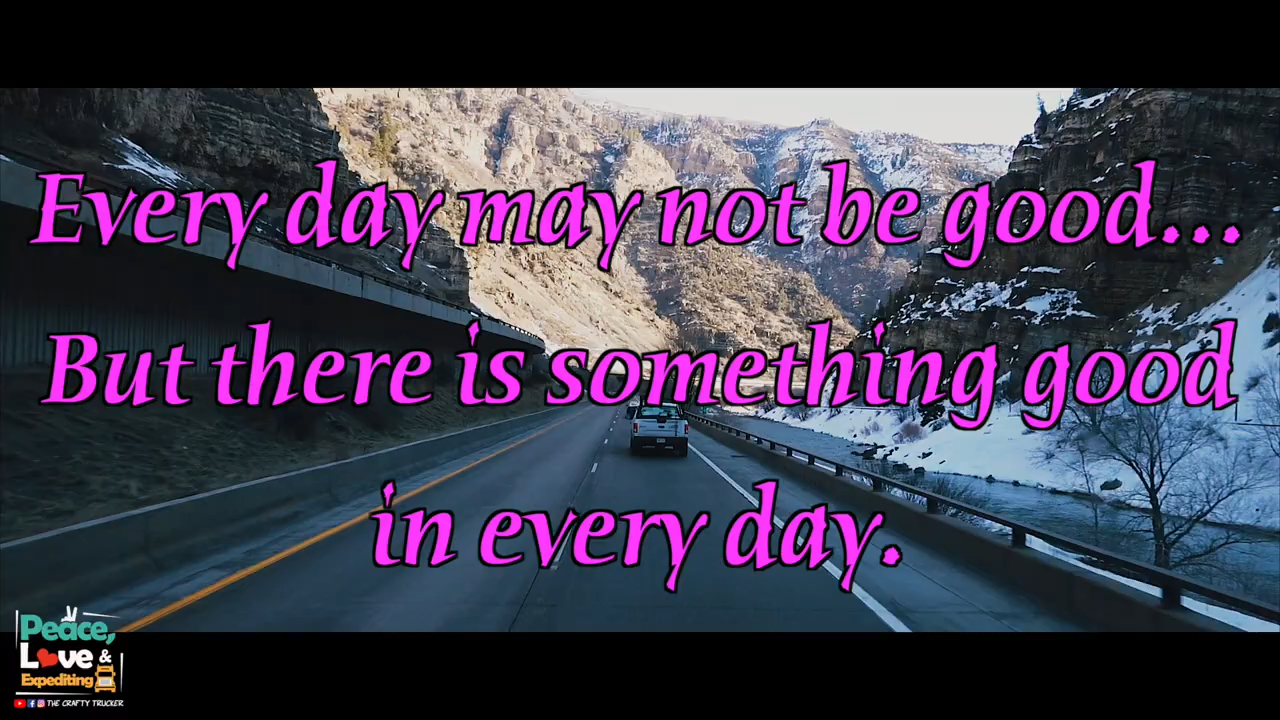 Every day may not be good...
But there is something good
in every day.
Peace,
Love &
Expediting
THE CRAFTY TRUCKER